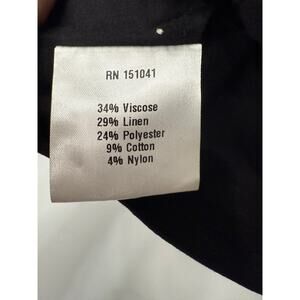 RN 151041
34% Viscose
29% Linen
24% Polyester
9% Cotton
4% Nylon